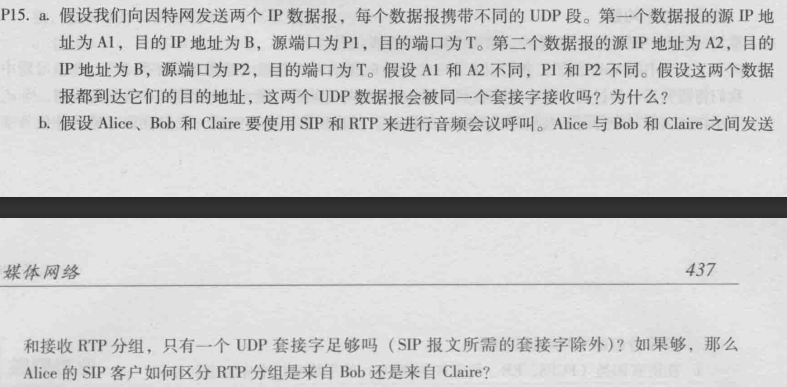 P15. a. 假设我们向因特网发送两个 IP 数据报，每个数据报携带不同的 UDP 段。第一个数据报的源 IP 地
址为 A1，目的 IP 地址为 B，源端口为 P1，目的端口为 T。第二个数据报的源 IP 地址为 A2，目的
IP 地址为 B，源端口为 P2，目的端口为 T。假设 A1 和 A2 不同，P1 和 P2 不同。假设这两个数据
报都到达它们的目的地址，这两个 UDP 数据报会被同一个套接字接收吗？为什么？
b. 假设 Alice、Bob 和 Claire 要使用 SIP 和 RTP 来进行音频会议呼叫。Alice 与 Bob 和 Claire 之间发送
媒体网络 437
和接收 RTP 分组，只有一个 UDP 套接字足够吗（SIP 报文所需的套接字除外）？如果够，那么
Alice 的 SIP 客户如何区分 RTP 分组是来自 Bob 还是来自 Claire？